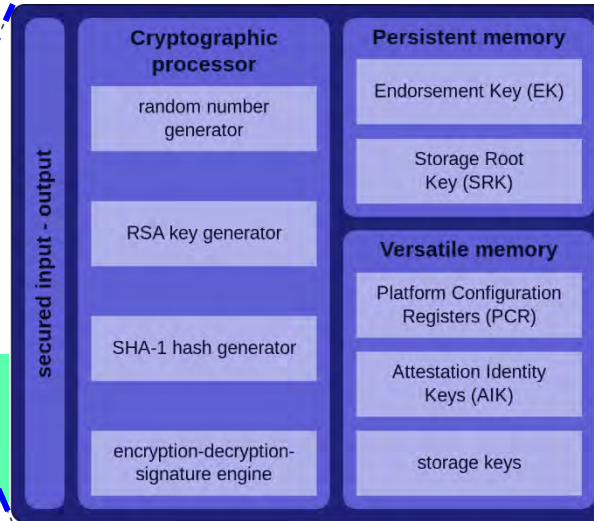 secured input - output
Cryptographic
processor
random number
generator
RSA key generator
SHA-1 hash generator
encryption-decryption-
signature engine
Persistent memory
Endorsement Key (EK)
Storage Root
Key (SRK)
Versatile memory
Platform Configuration
Registers (PCR)
Attestation Identity
Keys (AIK)
storage keys